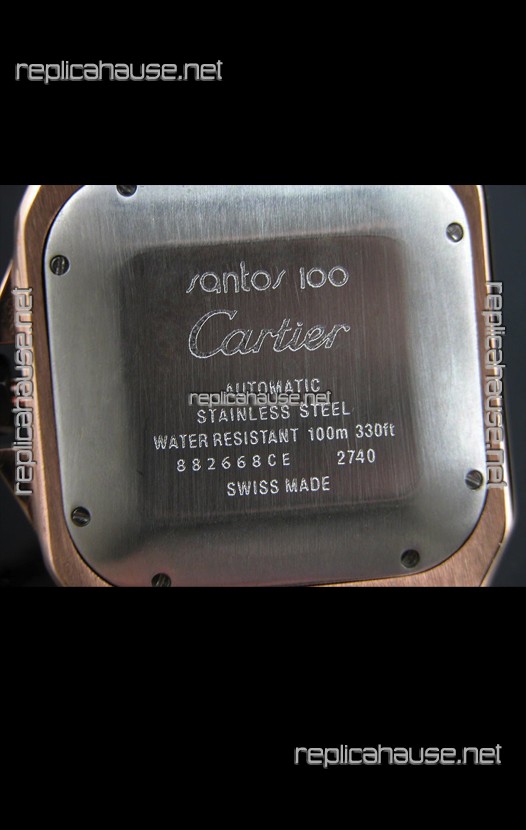 replicahause.net
santos 100
Cartier
AUTOMATIC
replicahause.net
STAINLESS STEEL
WATER RESISTANT 100m 330ft
882668CE 2740
SWISS MADE
replicahause.net
replicahause.net
replicahause.net